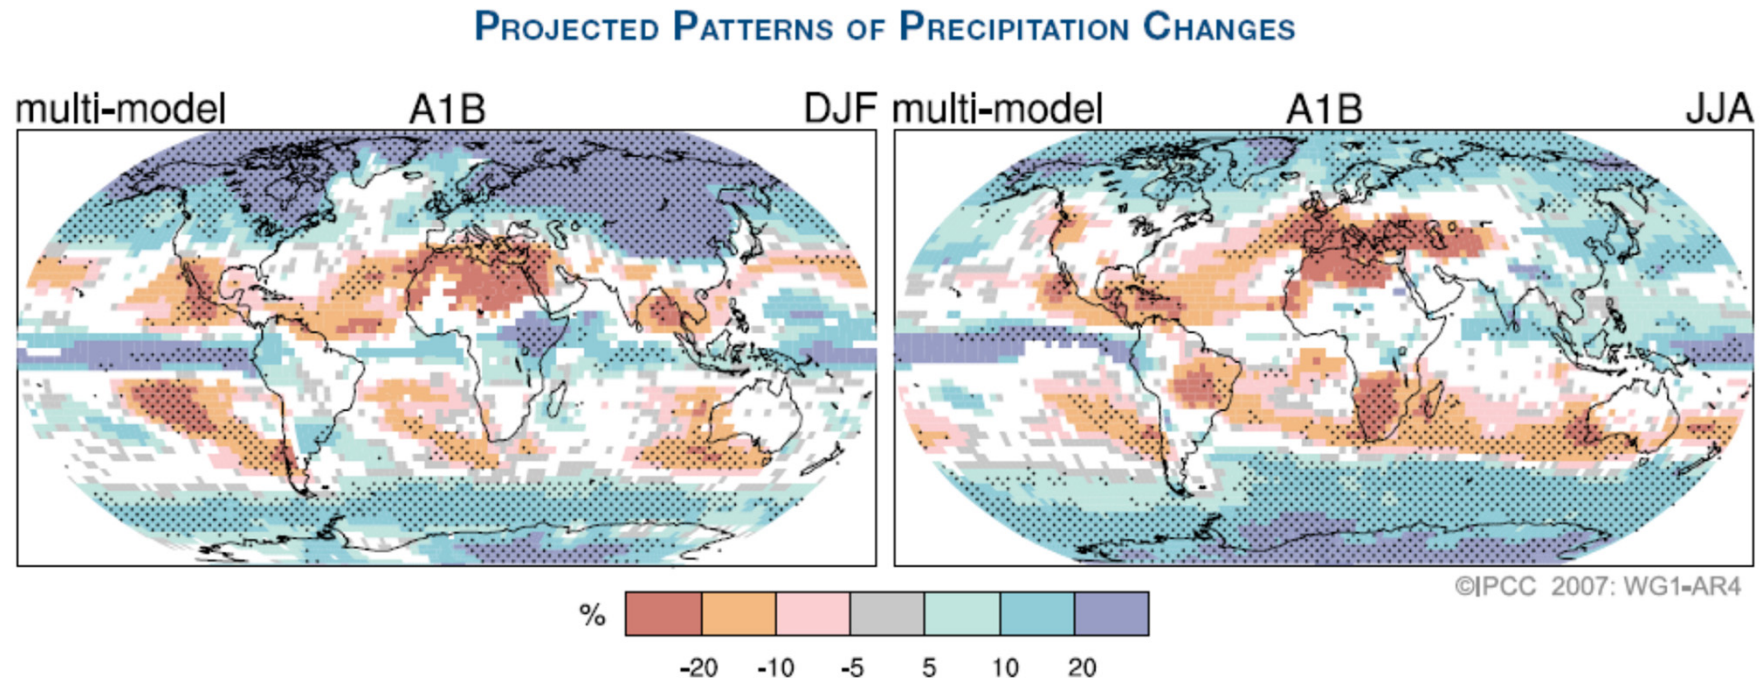 PROJECTED PATTERNS OF PRECIPITATION CHANGES
multi-model A1B DJF
multi-model A1B JJA
©IPCC 2007: WG1-AR4
%
-20 -10 -5 5 10 20